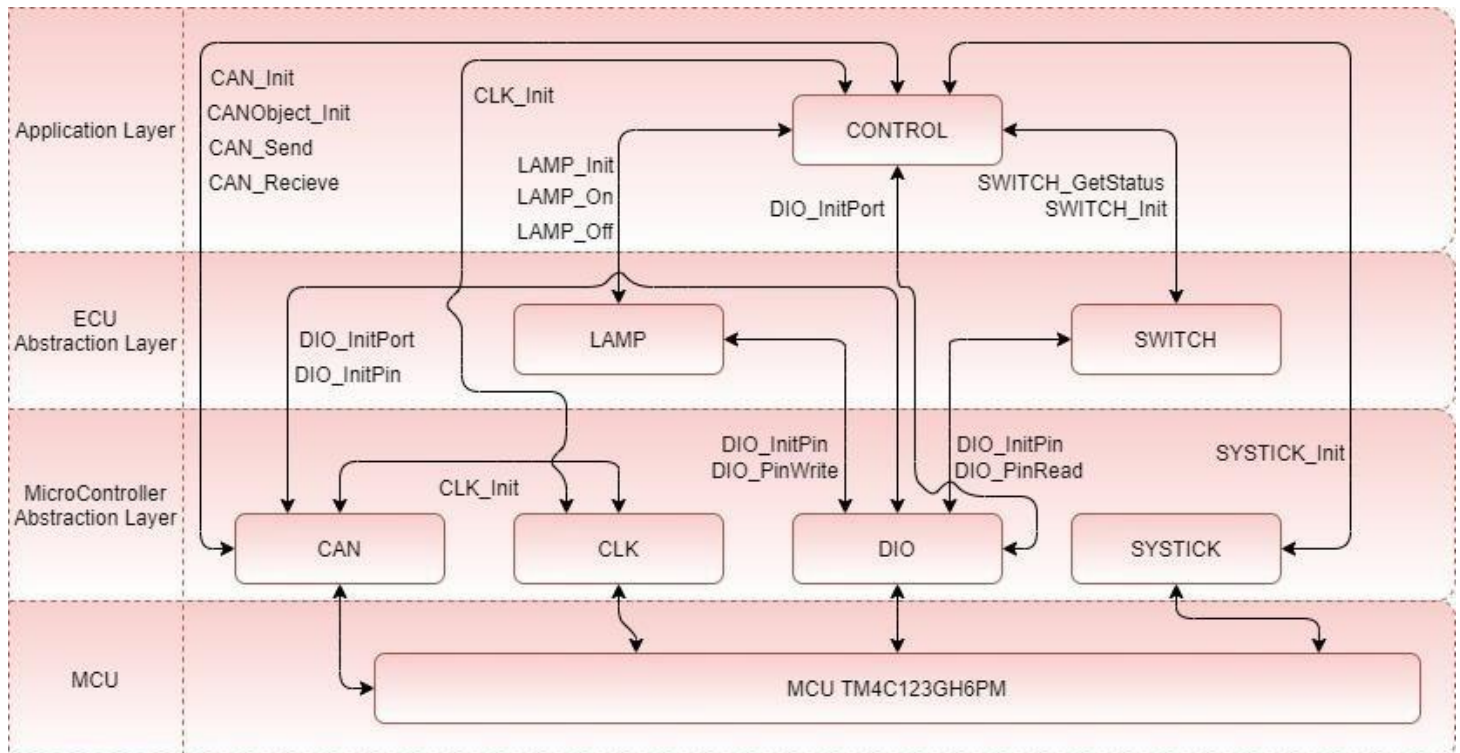 Application Layer
CAN_Init
CANObject_Init
CAN_Send
CAN_Recieve
CLK_Init
CONTROL
LAMP_Init
LAMP_On
LAMP_Off
DIO_InitPort
SWITCH_GetStatus
SWITCH_Init
ECU
Abstraction Layer
DIO_InitPort
DIO_InitPin
LAMP
SWITCH
MicroController
Abstraction Layer
CLK_Init
DIO_InitPin
DIO_PinWrite
DIO_InitPin
DIO_PinRead
SYSTICK_Init
CAN
CLK
DIO
SYSTICK
MCU
MCU TM4C123GH6PM